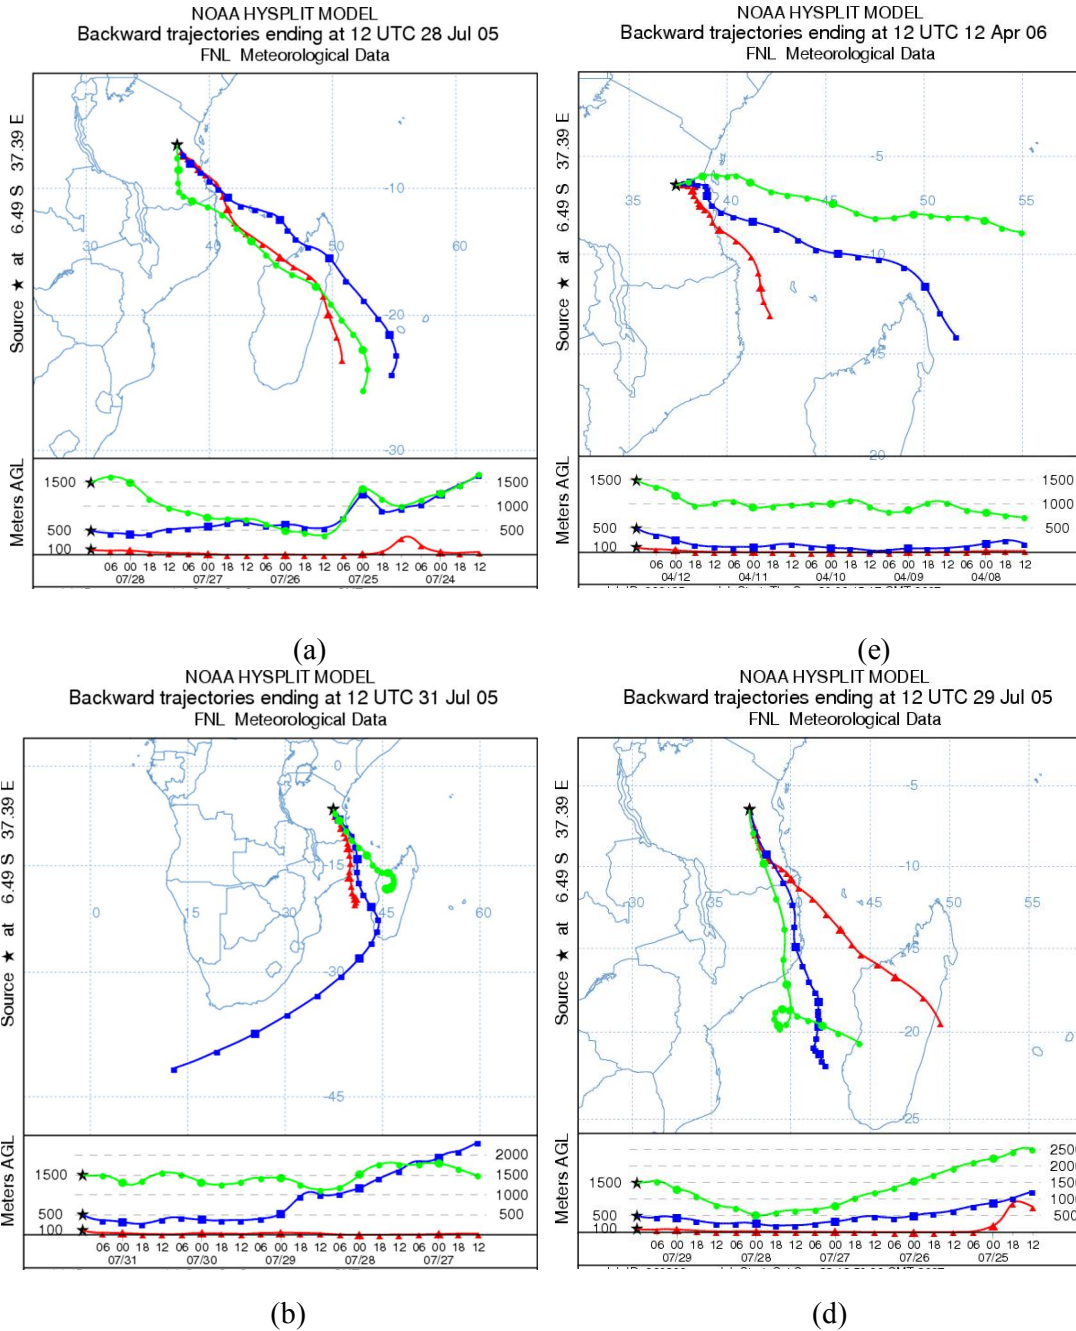 NOAA HYSPLIT MODEL
Backward trajectories ending at 12 UTC 28 Jul 05
FNL Meteorological Data
Source ★ at 6.49 S 37.39 E
-10
30
40
50
60
-20
-30
Meters AGL
1500
1000
500
100
1500
1000
500
06 00 18 12 06 00 18 12 06 00 18 12 06 00 18 12 06 00 18 12
07/28 07/27 07/26 07/25 07/24
(a)
NOAA HYSPLIT MODEL
Backward trajectories ending at 12 UTC 12 Apr 06
FNL Meteorological Data
Source ★ at 6.49 S 37.39 E
-5
35
40
45
50
55
-10
-15
20
Meters AGL
1500
500
100
1500
1000
500
06 00 18 12 06 00 18 12 06 00 18 12 06 00 18 12 06 00 18 12
04/12 04/11 04/10 04/09 04/08
(e)
NOAA HYSPLIT MODEL
Backward trajectories ending at 12 UTC 31 Jul 05
FNL Meteorological Data
Source ★ at 6.49 S 37.39 E
0
-15
0
15
30
45
60
-30
-45
Meters AGL
1500
500
100
2000
1500
1000
500
06 00 18 12 06 00 18 12 06 00 18 12 06 00 18 12 06 00 18 12
07/31 07/30 07/29 07/28 07/27
(b)
NOAA HYSPLIT MODEL
Backward trajectories ending at 12 UTC 29 Jul 05
FNL Meteorological Data
Source ★ at 6.49 S 37.39 E
-5
-10
30
35
40
45
50
55
-15
-20
-25
Meters AGL
1500
500
100
2500
2000
1500
1000
500
06 00 18 12 06 00 18 12 06 00 18 12 06 00 18 12 06 00 18 12
07/29 07/28 07/27 07/26 07/25
(d)